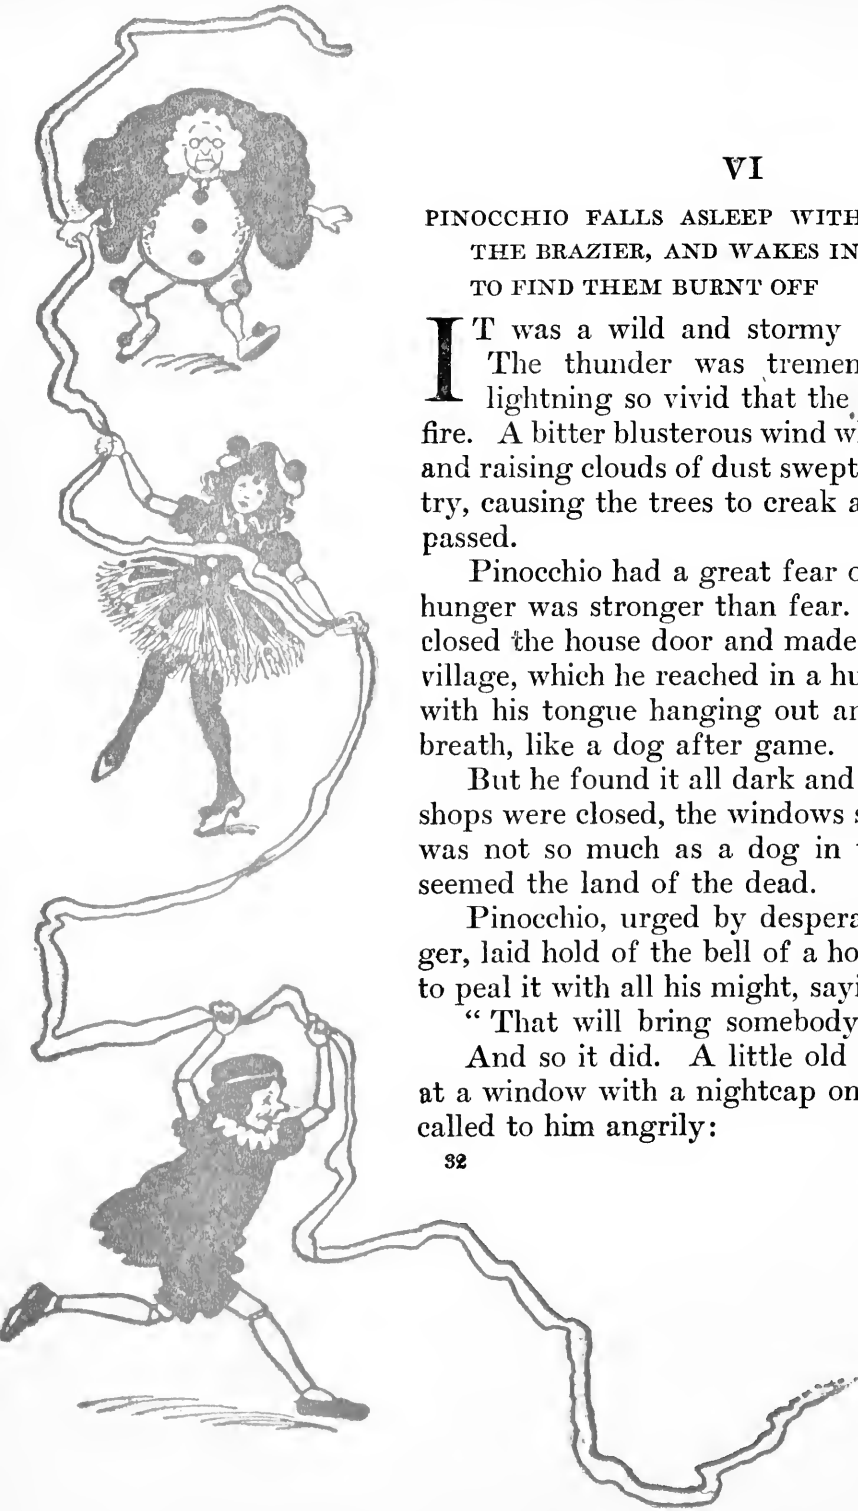 VI
PINOCCHIO FALLS ASLEEP WITH
THE BRAZIER, AND WAKES IN
TO FIND THEM BURNT OFF
IT was a wild and stormy
The thunder was tremen
lightning so vivid that the
fire. A bitter blusterous wind w
and raising clouds of dust swept
try, causing the trees to creak a
passed.
Pinocchio had a great fear o
hunger was stronger than fear.
closed the house door and made
village, which he reached in a hu
with his tongue hanging out an
breath, like a dog after game.
But he found it all dark and
shops were closed, the windows s
was not so much as a dog in
seemed the land of the dead.
Pinocchio, urged by despera
ger, laid hold of the bell of a ho
to peal it with all his might, sayi
“ That will bring somebody
And so it did. A little old
at a window with a nightcap on
called to him angrily:
32